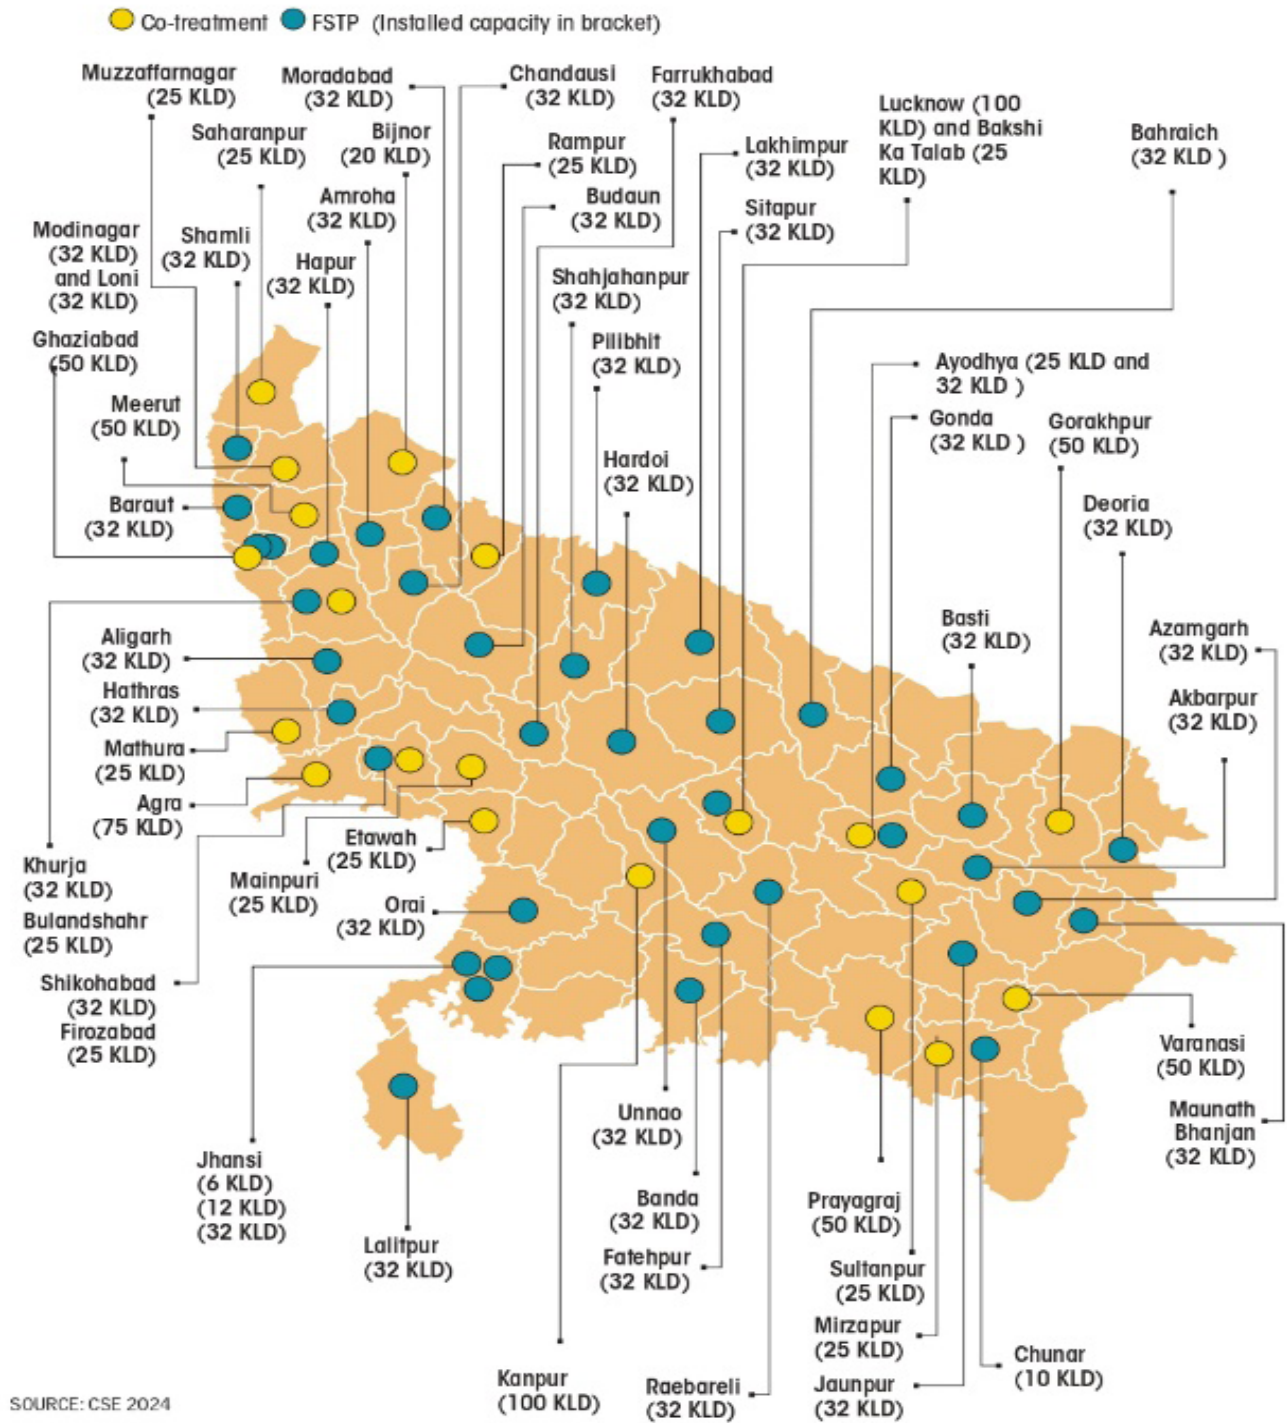 Co-treatment FSTP (Installed capacity in bracket)
Muzzaffarnagar
(25 KLD)
Moradabad
(32 KLD)
Chandausi
(32 KLD)
Farrukhabad
(32 KLD)
Lucknow (100
KLD) and Bakshi
Ka Talab (25
KLD)
Bahraich
(32 KLD )
Saharanpur
(25 KLD)
Bijnor
(20 KLD)
Rampur
(25 KLD)
Lakhimpur
(32 KLD)
Amroha
(32 KLD)
Budaun
(32 KLD)
Sitapur
(32 KLD)
Modinagar
(32 KLD)
and Loni
(32 KLD)
Shamli
(32 KLD)
Hapur
(32 KLD)
Shahjahanpur
(32 KLD)
Ghaziabad
(50 KLD)
Pilibhit
(32 KLD)
Ayodhya (25 KLD and
32 KLD )
Meerut
(50 KLD)
Gonda
(32 KLD )
Gorakhpur
(50 KLD)
Hardoi
(32 KLD)
Baraut
(32 KLD)
Deoria
(32 KLD)
Basti
(32 KLD)
Azamgarh
(32 KLD)
Aligarh
(32 KLD)
Hathras
(32 KLD)
Akbarpur
(32 KLD)
Mathura
(25 KLD)
Agra
(75 KLD)
Etawah
(25 KLD)
Khurja
(32 KLD)
Bulandshahr
(25 KLD)
Mainpuri
(25 KLD)
Orai
(32 KLD)
Shikohabad
(32 KLD)
Firozabad
(25 KLD)
Varanasi
(50 KLD)
Unnao
(32 KLD)
Maunath
Bhanjan
(32 KLD)
Jhansi
(6 KLD)
(12 KLD)
(32 KLD)
Banda
(32 KLD)
Prayagraj
(50 KLD)
Lalitpur
(32 KLD)
Fatehpur
(32 KLD)
Sultanpur
(25 KLD)
Mirzapur
(25 KLD)
Chunar
(10 KLD)
Kanpur
(100 KLD)
Raebareli
(32 KLD)
Jaunpur
(32 KLD)
SOURCE: CSE 2024